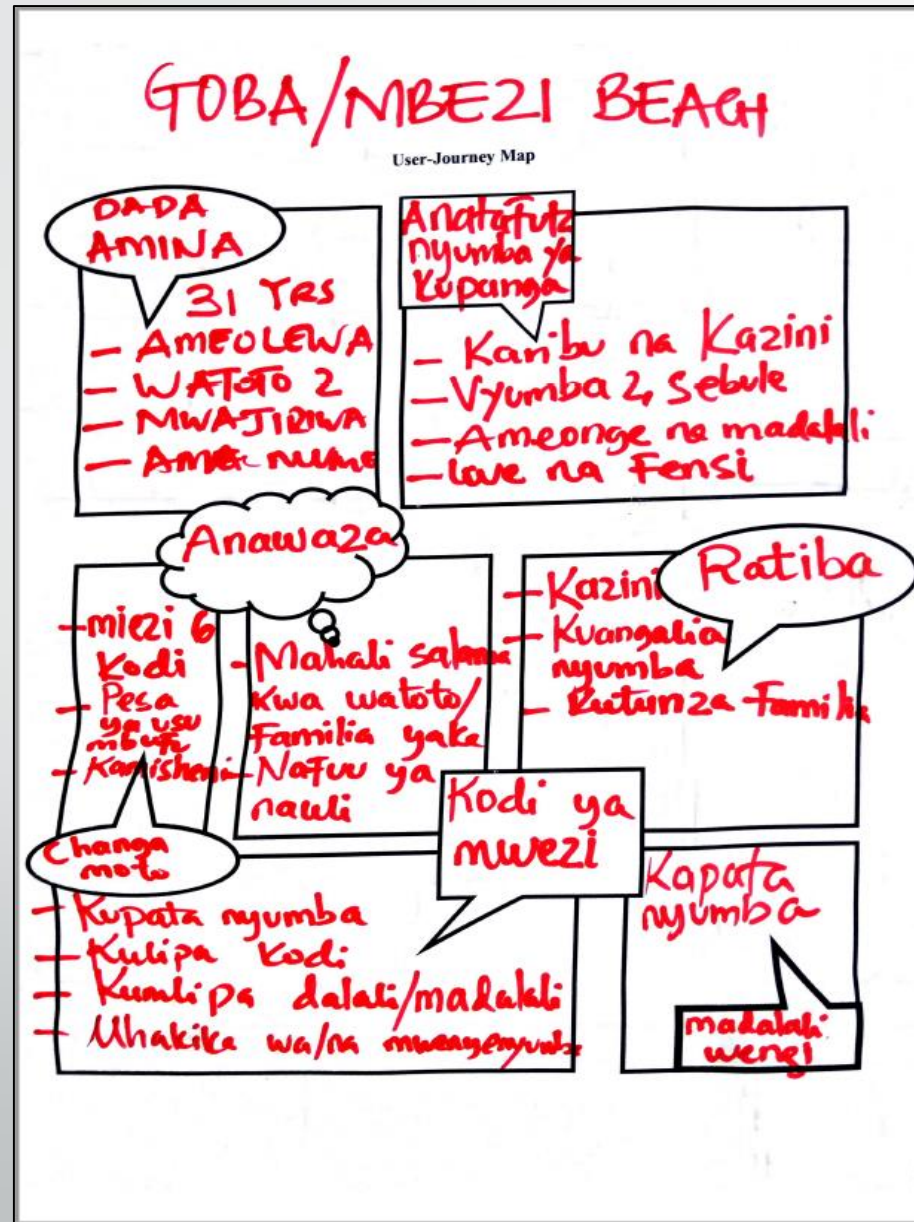 GOBA/MBEZI BEACH
User-Journey Map
DADA
AMINA
31 YRS
- AMEOLEWA
- WATOTO 2
- MWAJIRIWA
Anatafuta
nyumba ya
Kupanga
- Karibu na Kazini
- Vyumba 2, Sebule
- Ameonge na madalali
- na Fensi
Anawaza
- miezi 6
Kodi
- Pesa
ya usu
mbufu
- Kamisheni
- Mahali salama
kwa watoto/
Familia yake
- Nafuu ya
nauli
Ratiba
- Kazini
- Kuangalia
nyumba
- Kutunza Familia
Changa
moto
Kodi ya
mwezi
- Kupata nyumba
- Kulipa Kodi
- Kumlipa dalali/madalali
- Uhakika wa/na mwenyenyumba
Kapata
nyumba
madalali
wengi